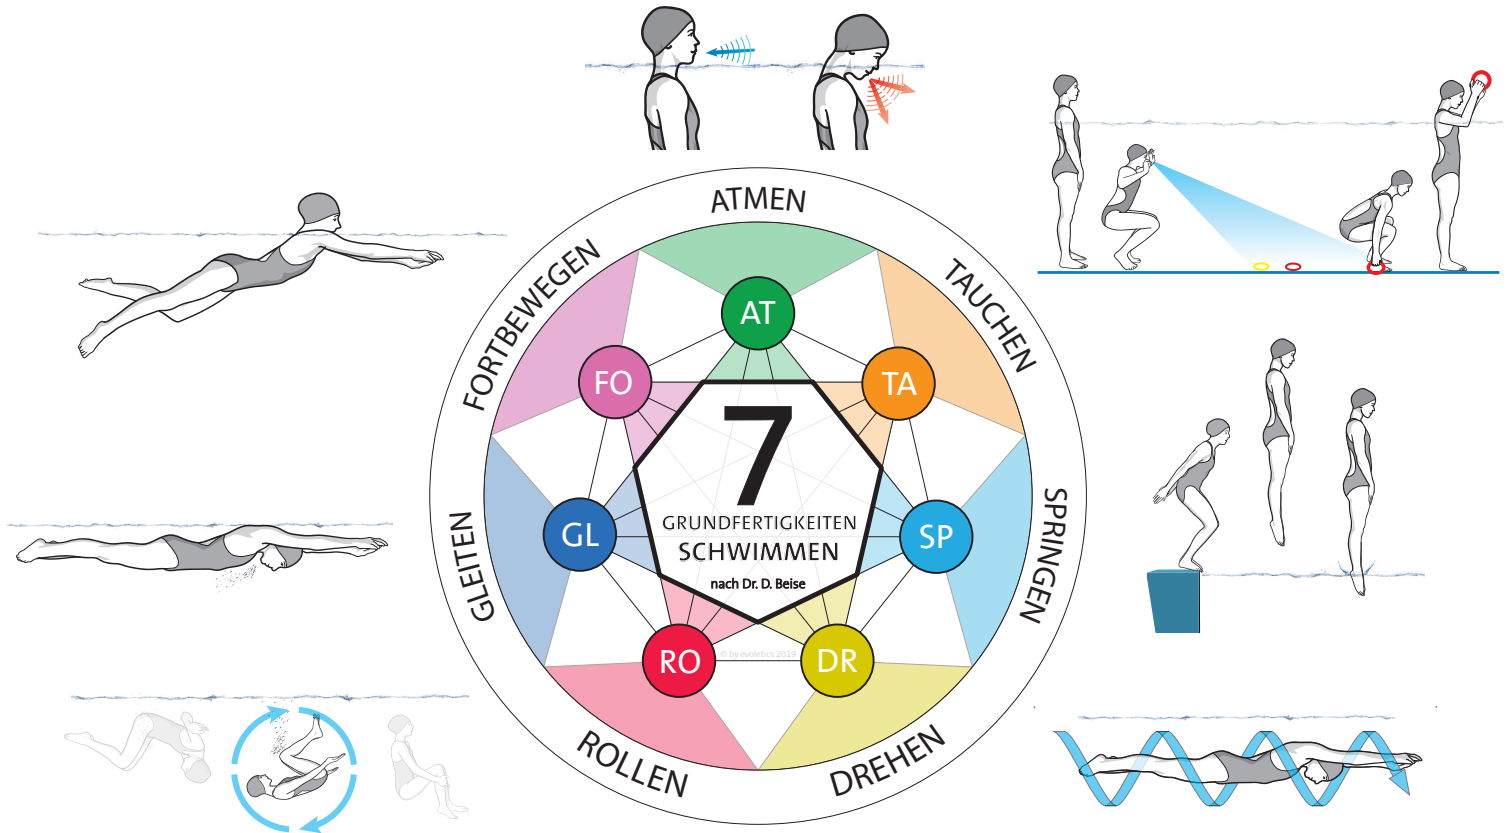 ATMEN
TAUCHEN
SPRINGEN
DREHEN
ROLLEN
GLEITEN
FORTBEWEGEN
AT
TA
SP
DR
RO
GL
FO
7
GRUNDFERTIGKEITEN
SCHWIMMEN
nach Dr. D. Beise
© by evoletics 2019